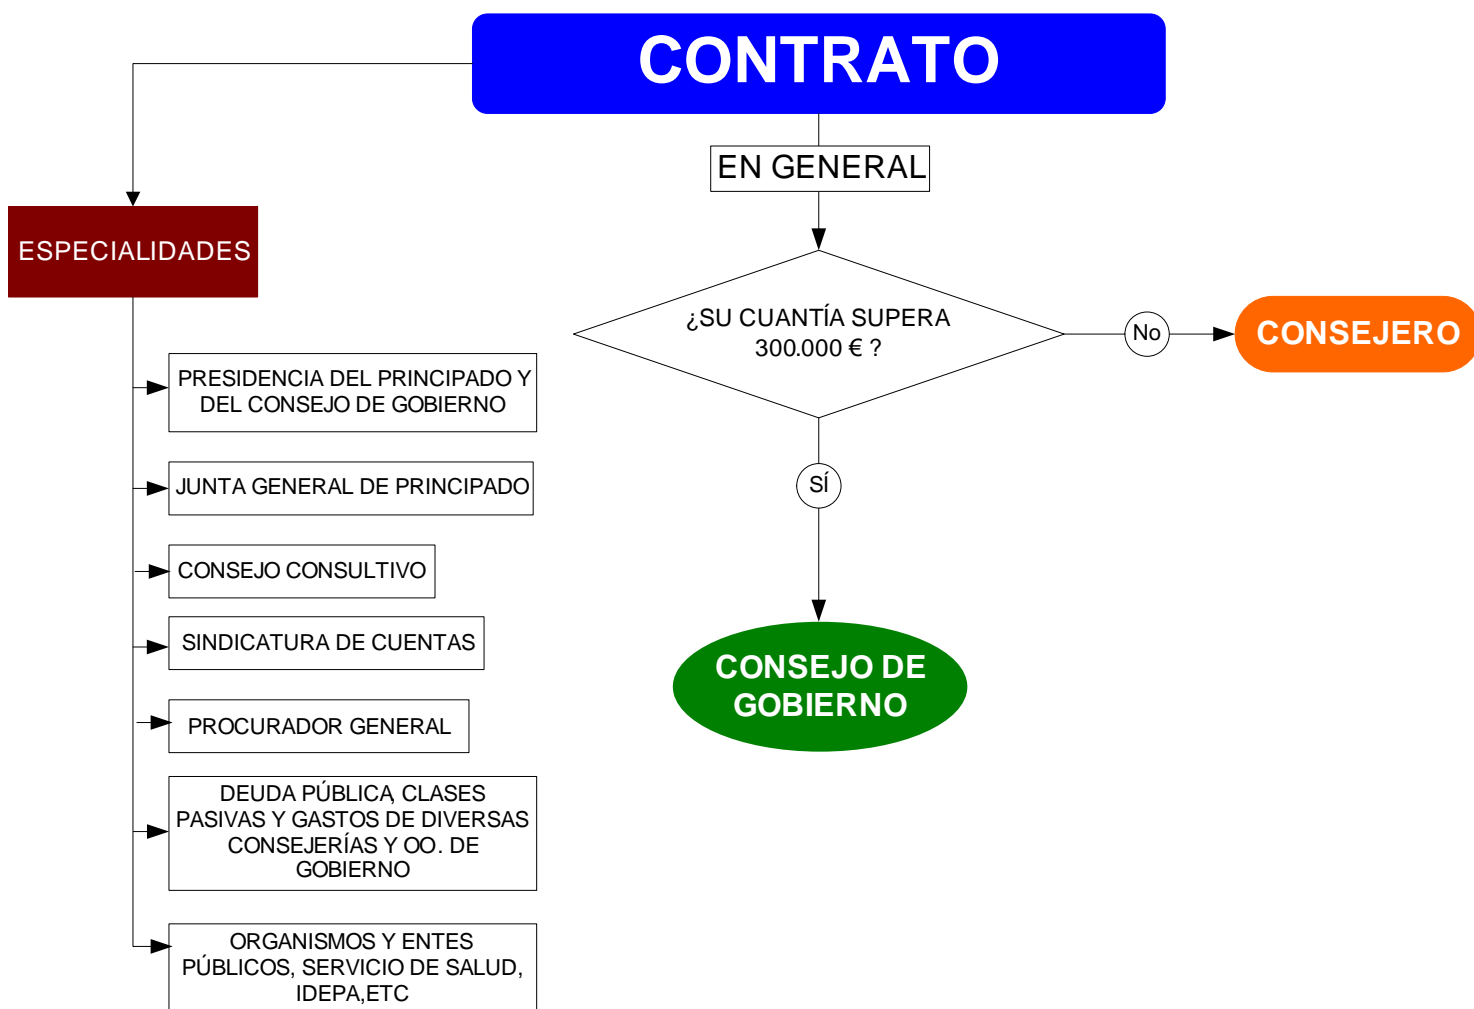 CONTRATO
EN GENERAL
ESPECIALIDADES
¿SU CUANTÍA SUPERA
300.000 € ?
No
CONSEJERO
PRESIDENCIA DEL PRINCIPADO Y
DEL CONSEJO DE GOBIERNO
JUNTA GENERAL DE PRINCIPADO
SÍ
CONSEJO CONSULTIVO
SINDICATURA DE CUENTAS
CONSEJO DE
GOBIERNO
PROCURADOR GENERAL
DEUDA PÚBLICA, CLASES
PASIVAS Y GASTOS DE DIVERSAS
CONSEJERÍAS Y OO. DE
GOBIERNO
ORGANISMOS Y ENTES
PÚBLICOS, SERVICIO DE SALUD,
IDEPA,ETC